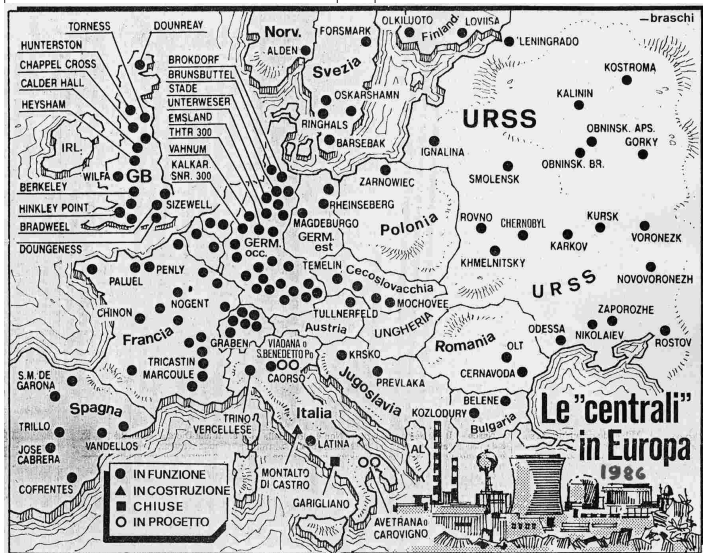 —braschi
TORNESS
DOUNREAY
HUNTERSTON
CHAPPEL CROSS
CALDER HALL
HEYSHAM
IRL.
WILFA
GB
BERKELEY
SIZEWELL
HINKLEY POINT
BRADWEEL
DOUNGENESS
BROKDORF
BRUNSBUTTEL
STADE
UNTERWESER
EMSLAND
THTR 300
VAHNUM
KALKAR
SNR. 300
Norv.
ALDEN
FORSMARK
Svezia
OSKARSHAMN
RINGHALS
BARSEBAK
OLKILUOTO
Finland.
LOVIISA
LENINGRADO
KOSTROMA
KALININ
URSS
OBNINSK. APS.
GORKY
OBNINSK. BR.
IGNALINA
SMOLENSK
ZARNOWIEC
RHEINSEBERG
MAGDEBURGO
GERM.
est
Polonia
ROVNO
CHERNOBYL
KURSK
KARKOV
VORONEZK
KHMELNITSKY
NOVOVORONEZH
URSS
GERM.
occ.
TEMELIN
Cecoslovacchia
MOCHOVEE
TULLNERFELD
Austria
UNGHERIA
PALUEL
PENLY
NOGENT
CHINON
Francia
GRABEN
TRICASTIN
MARCOULE
VIADANA o
S.BENEDETTO Po
CAORSO
KRSKO
PREVLAKA
Jugoslavia
Romania
OLT
CERNAVODA
ODESSA
NIKOLAIEV
ZAPOROZHE
ROSTOV
KOZLODURY
BELENE
Bulgaria
AL
S.M. DE
GARONA
Spagna
TRILLO
JOSE
CABRERA
VANDELLOS
COFRENTES
TRINO
VERCELLESE
Italia
LATINA
MONTALTO
DI CASTRO
GARIGLIANO
AVETRANA o
CAROVIGNO
IN FUNZIONE
IN COSTRUZIONE
CHIUSE
IN PROGETTO
Le "centrali"
in Europa
1986